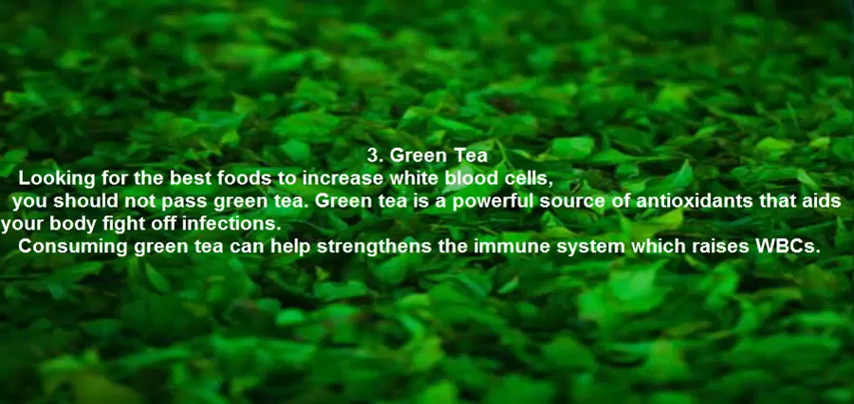 3. Green Tea
Looking for the best foods to increase white blood cells,
you should not pass green tea. Green tea is a powerful source of antioxidants that aids
your body fight off infections.
Consuming green tea can help strengthens the immune system which raises WBCs.